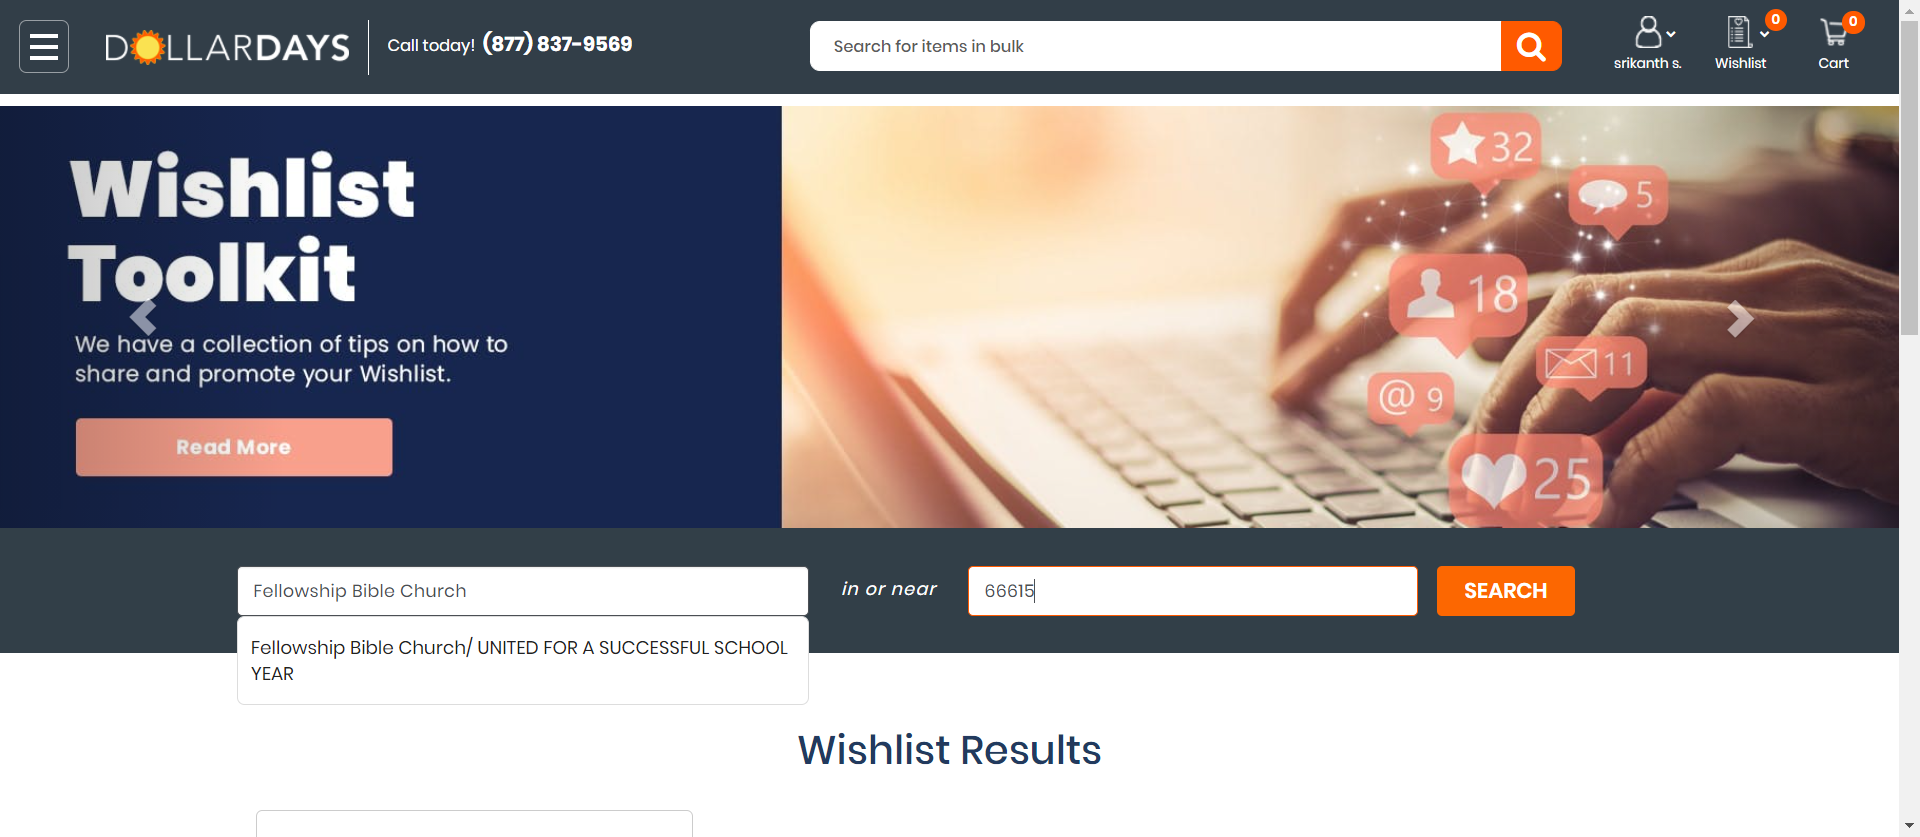 DOLLARDAYS
Call today! (877) 837-9569
Search for items in bulk
srikanth s.
0
Wishlist
0
Cart
Wishlist
Toolkit
We have a collection of tips on how to
share and promote your Wishlist.
Read More
32
5
18
11
@ 9
25
Fellowship Bible Church
in or near
66615
SEARCH
Fellowship Bible Church/ UNITED FOR A SUCCESSFUL SCHOOL
YEAR
Wishlist Results